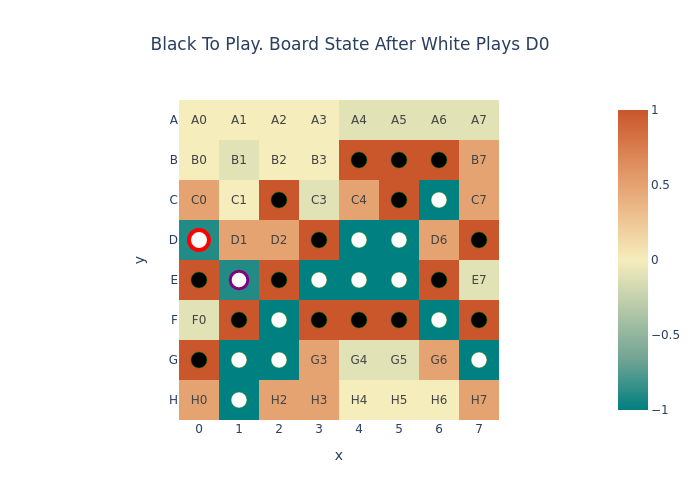 Black To Play. Board State After White Plays D0
A A0 A1 A2 A3 A4 A5 A6 A7
B B0 B1 B2 B3 B7
C C0 C1 C3 C4 C7
D D1 D2 D6
E E7
F F0
G G3 G4 G5 G6
H H0 H2 H3 H4 H5 H6 H7
0 1 2 3 4 5 6 7
x
y
1
0.5
0
−0.5
−1